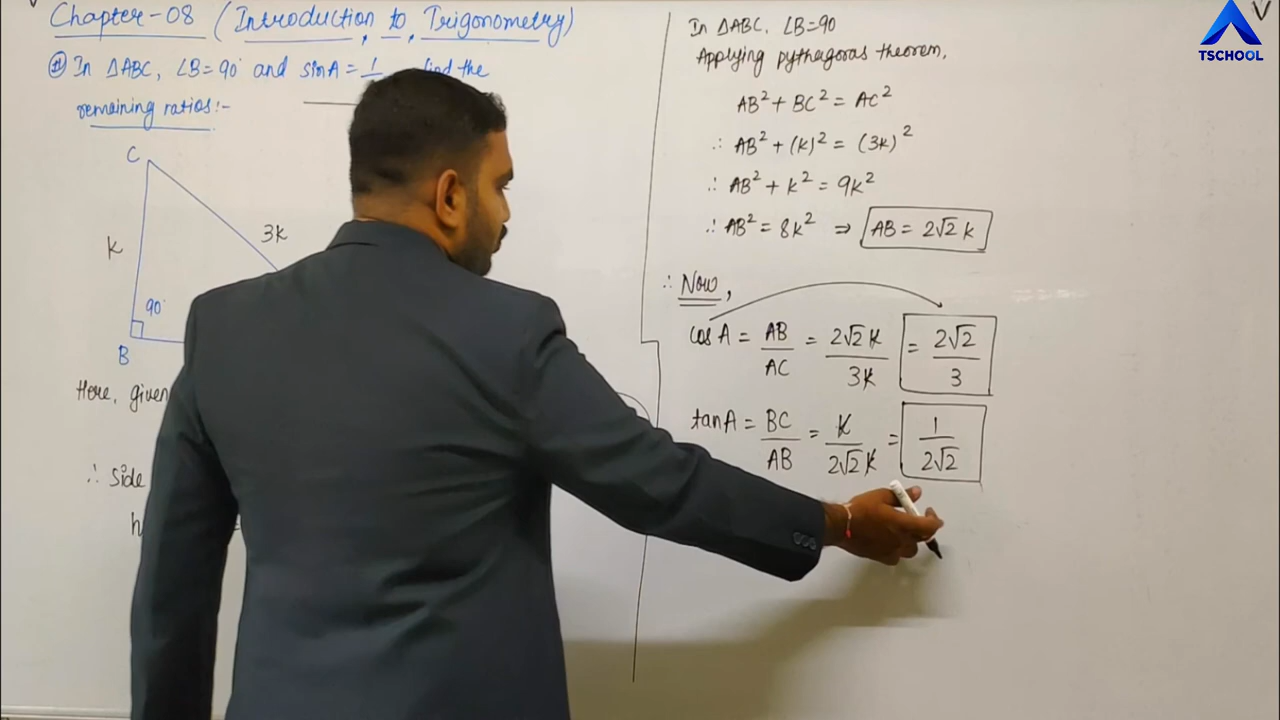 Chapter-08 (Introduction to Trigonometry)
In ΔABC, ∠B=90° and sinA = 1 find the
remaining ratios:-
C
3k
k
90°
B
Here, given
∴ Side
h
In ΔABC, ∠B=90
Applying pythagoras theorem,
AB² + BC² = AC²
∴ AB² + (k)² = (3k)²
∴ AB² + k² = 9k²
∴ AB² = 8k² ⇒ AB = 2√2 k
∴ Now,
cosA = AB/AC = 2√2 k/3k = 2√2/3
tanA = BC/AB = k/2√2 k = 1/2√2
TSCHOOL